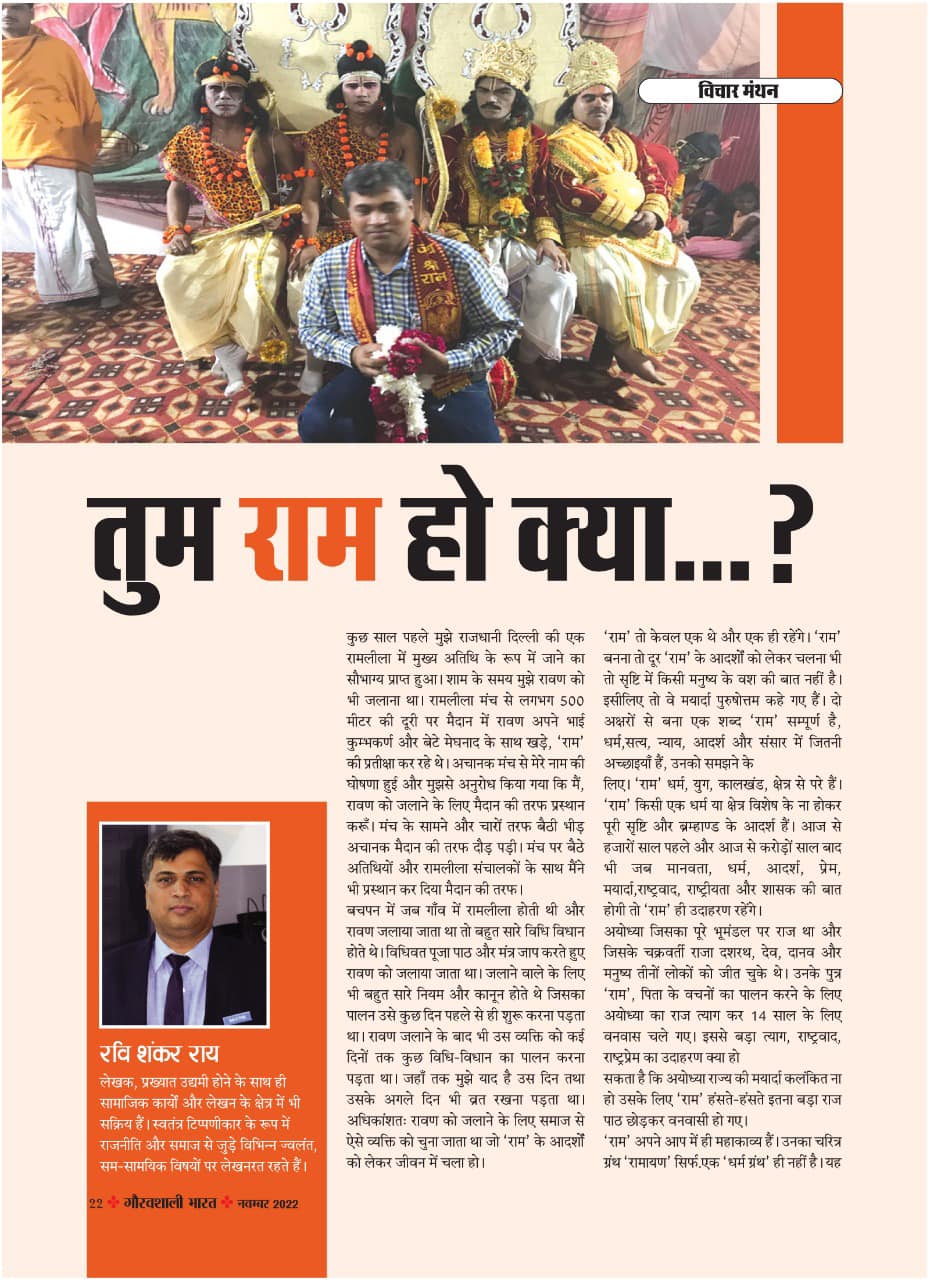 विचार मंथन
जय
श्री
राम
तुम राम हो क्या...?
कुछ साल पहले मुझे राजधानी दिल्ली की एक
रामलीला में मुख्य अतिथि के रूप में जाने का
सौभाग्य प्राप्त हुआ। शाम के समय मुझे रावण को
भी जलाना था। रामलीला मंच से लगभग 500
मीटर की दूरी पर मैदान में रावण अपने भाई
कुम्भकर्ण और बेटे मेघनाद के साथ खड़े, ‘राम’
की प्रतीक्षा कर रहे थे। अचानक मंच से मेरे नाम की
घोषणा हुई और मुझसे अनुरोध किया गया कि मैं,
रावण को जलाने के लिए मैदान की तरफ प्रस्थान
करूँ। मंच के सामने और चारों तरफ बैठी भीड़
अचानक मैदान की तरफ दौड़ पड़ी। मंच पर बैठे
अतिथियों और रामलीला संचालकों के साथ मैंने
भी प्रस्थान कर दिया मैदान की तरफ।
बचपन में जब गाँव में रामलीला होती थी और
रावण जलाया जाता था तो बहुत सारे विधि विधान
होते थे। विधिवत पूजा पाठ और मंत्र जाप करते हुए
रावण को जलाया जाता था। जलाने वाले के लिए
भी बहुत सारे नियम और कानून होते थे जिसका
पालन उसे कुछ दिन पहले से ही शुरू करना पड़ता
था। रावण जलाने के बाद भी उस व्यक्ति को कई
दिनों तक कुछ विधि-विधान का पालन करना
पड़ता था। जहाँ तक मुझे याद है उस दिन तथा
उसके अगले दिन भी व्रत रखना पड़ता था।
अधिकांशतः रावण को जलाने के लिए समाज से
ऐसे व्यक्ति को चुना जाता था जो ‘राम’ के आदर्शों
को लेकर जीवन में चला हो।
‘राम’ तो केवल एक थे और एक ही रहेंगे। ‘राम’
बनना तो दूर ‘राम’ के आदर्शों को लेकर चलना भी
तो सृष्टि में किसी मनुष्य के वश की बात नहीं है।
इसीलिए तो वे मयार्दा पुरुषोत्तम कहे गए हैं। दो
अक्षरों से बना एक शब्द ‘राम’ सम्पूर्ण है,
धर्म,सत्य, न्याय, आदर्श और संसार में जितनी
अच्छाइयाँ हैं, उनको समझने के
लिए। ‘राम’ धर्म, युग, कालखंड, क्षेत्र से परे हैं।
‘राम’ किसी एक धर्म या क्षेत्र विशेष के ना होकर
पूरी सृष्टि और ब्रम्हाण्ड के आदर्श हैं। आज से
हजारों साल पहले और आज से करोड़ों साल बाद
भी जब मानवता, धर्म, आदर्श, प्रेम,
मयार्दा,राष्ट्रवाद, राष्ट्रीयता और शासक की बात
होगी तो ‘राम’ ही उदाहरण रहेंगे।
अयोध्या जिसका पूरे भूमंडल पर राज था और
जिसके चक्रवर्ती राजा दशरथ, देव, दानव और
मनुष्य तीनों लोकों को जीत चुके थे। उनके पुत्र
‘राम’, पिता के वचनों का पालन करने के लिए
अयोध्या का राज त्याग कर 14 साल के लिए
वनवास चले गए। इससे बड़ा त्याग, राष्ट्रवाद,
राष्ट्रप्रेम का उदाहरण क्या हो
सकता है कि अयोध्या राज्य की मयार्दा कलंकित ना
हो उसके लिए ‘राम’ हंसते-हंसते इतना बड़ा राज
पाठ छोड़कर वनवासी हो गए।
‘राम’ अपने आप में ही महाकाव्य हैं। उनका चरित्र
ग्रंथ ‘रामायण’ सिर्फ.एक ‘धर्म ग्रंथ’ ही नहीं है। यह
रवि शंकर राय
लेखक, प्रख्यात उद्यमी होने के साथ ही
सामाजिक कार्यों और लेखन के क्षेत्र में भी
सक्रिय हैं। स्वतंत्र टिप्पणीकार के रूप में
राजनीति और समाज से जुड़े विभिन्न ज्वलंत,
सम-सामयिक विषयों पर लेखनरत रहते हैं।
22 गौरवशाली भारत नवम्बर 2022